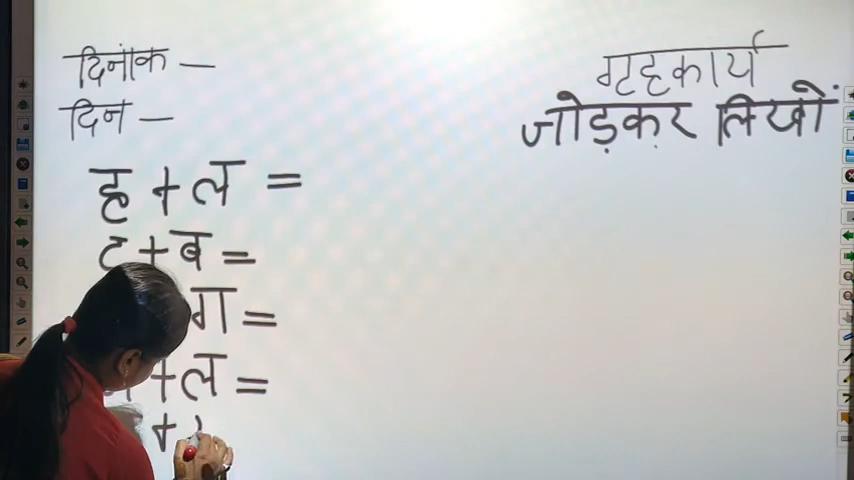 दिनांक —
गृहकार्य
दिन —
जोड़कर लिखों
ह + ल =
+ ब =
ग =
+ ल =
+